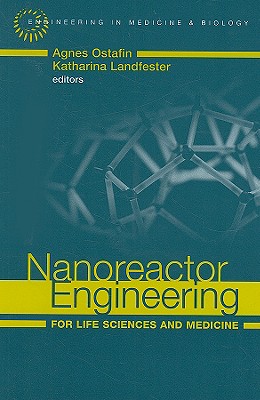 ENGINEERING IN MEDICINE & BIOLOGY
Agnes Ostafin
Katharina Landfester
editors
Nanoreactor
Engineering
FOR LIFE SCIENCES AND MEDICINE